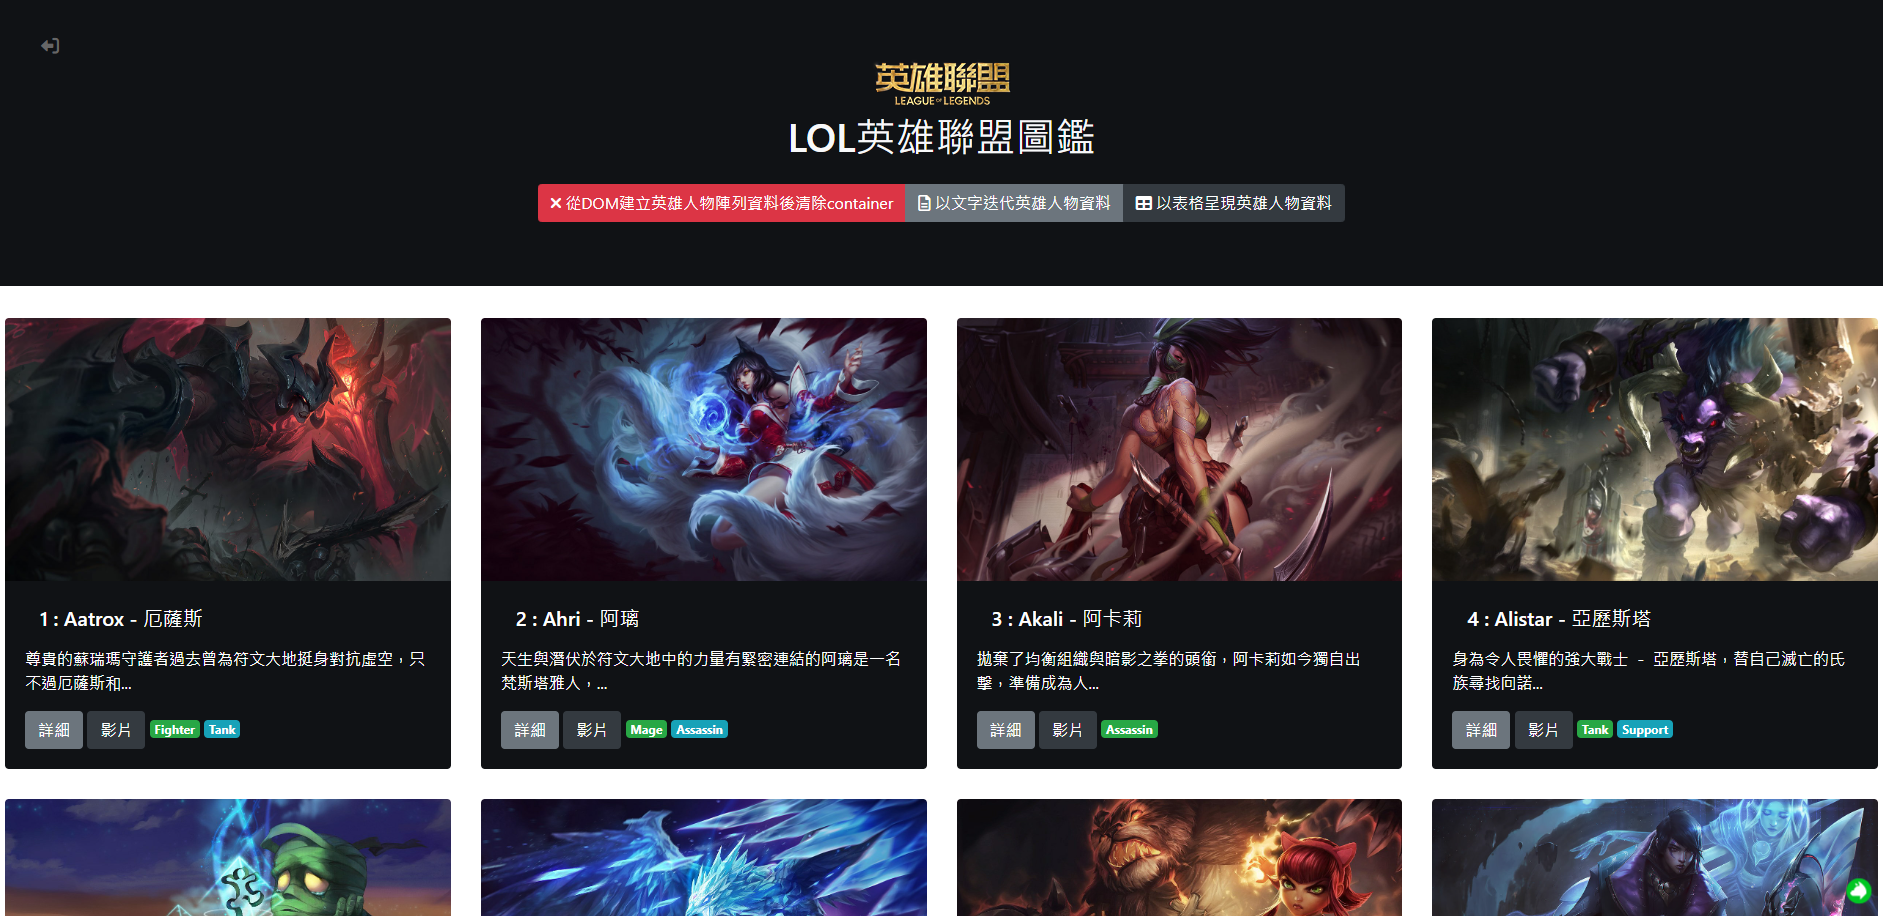 英雄聯盟
LEAGUE OF LEGENDS
LOL英雄聯盟圖鑑
從DOM建立英雄人物陣列資料後清除container
以文字迭代英雄人物資料
以表格呈現英雄人物資料
1 : Aatrox - 厄薩斯
尊貴的蘇瑞瑪守護者過去曾為符文大地挺身對抗虛空，只
不過厄薩斯和...
詳細 影片 Fighter Tank
2 : Ahri - 阿璃
天生與潛伏於符文大地中的力量有緊密連結的阿璃是一名
梵斯塔雅人，...
詳細 影片 Mage Assassin
3 : Akali - 阿卡莉
拋棄了均衡組織與暗影之拳的頭銜，阿卡莉如今獨自出
擊，準備成為人...
詳細 影片 Assassin
4 : Alistar - 亞歷斯塔
身為令人畏懼的強大戰士 - 亞歷斯塔，替自己滅亡的氏
族尋找向諾...
詳細 影片 Tank Support